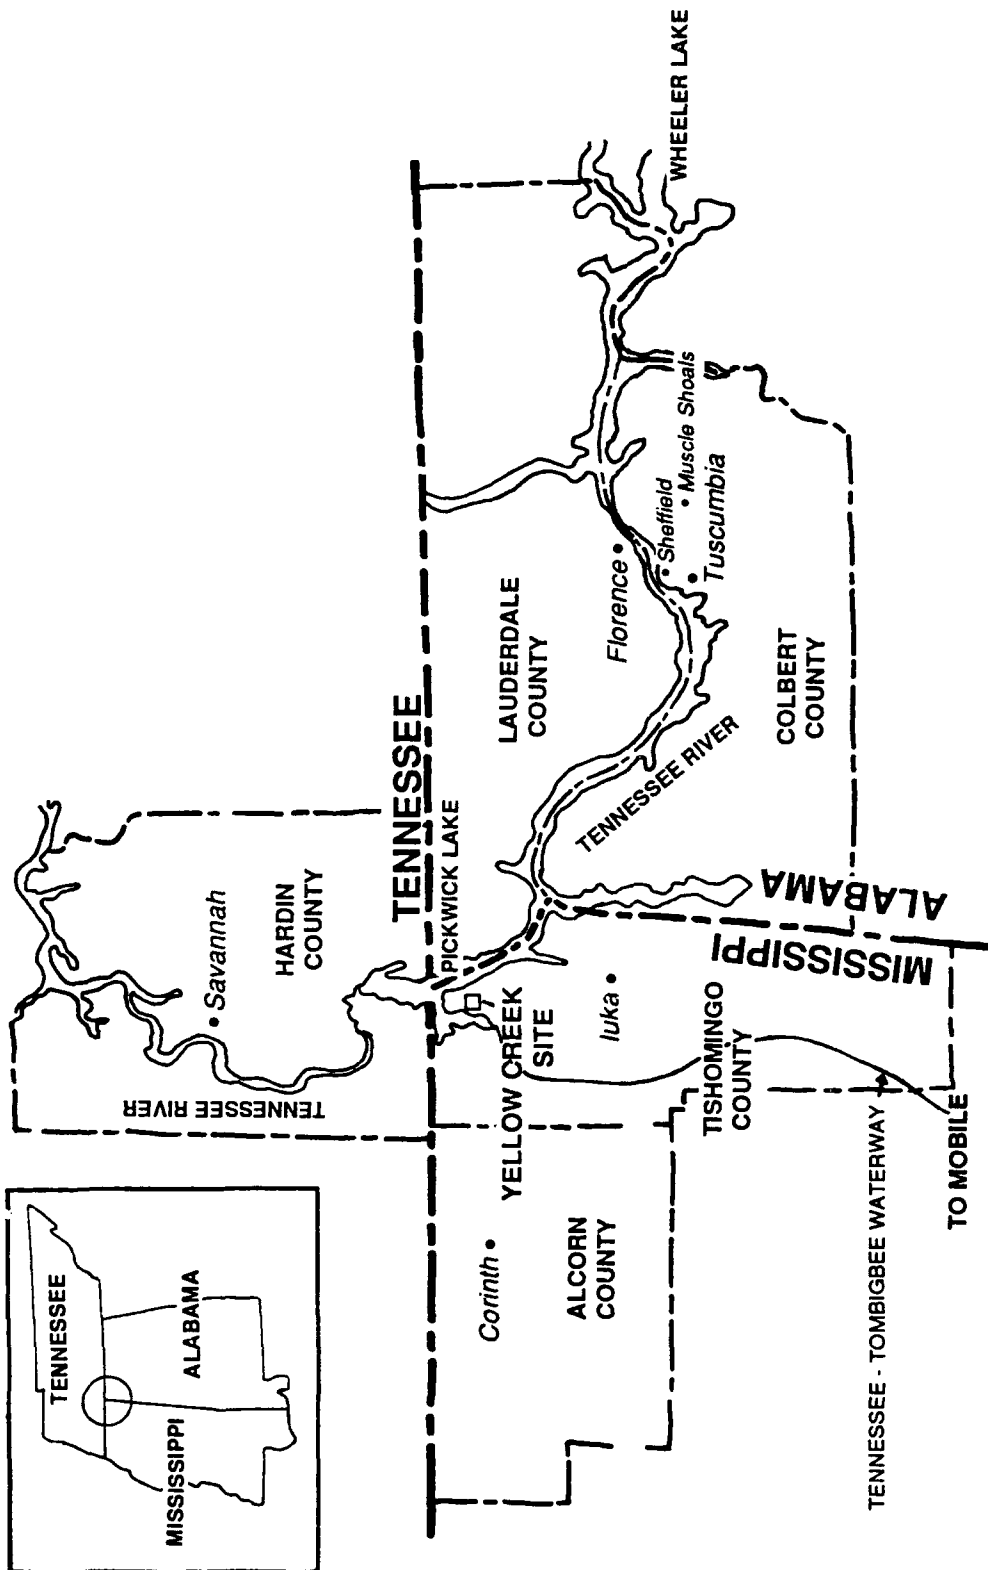 TENNESSEE
MISSISSIPPI
ALABAMA
TENNESSEE RIVER
Savannah
HARDIN
COUNTY
TENNESSEE
PICKWICK LAKE
WHEELER LAKE
Corinth
ALCORN
COUNTY
YELLOW CREEK
SITE
Iuka
TISHOMINGO
COUNTY
LAUDERDALE
COUNTY
Florence
Sheffield
Muscle Shoals
Tuscumbia
TENNESSEE RIVER
COLBERT
COUNTY
MISSISSIPPI
ALABAMA
TENNESSEE - TOMBIGBEE WATERWAY
TO MOBILE